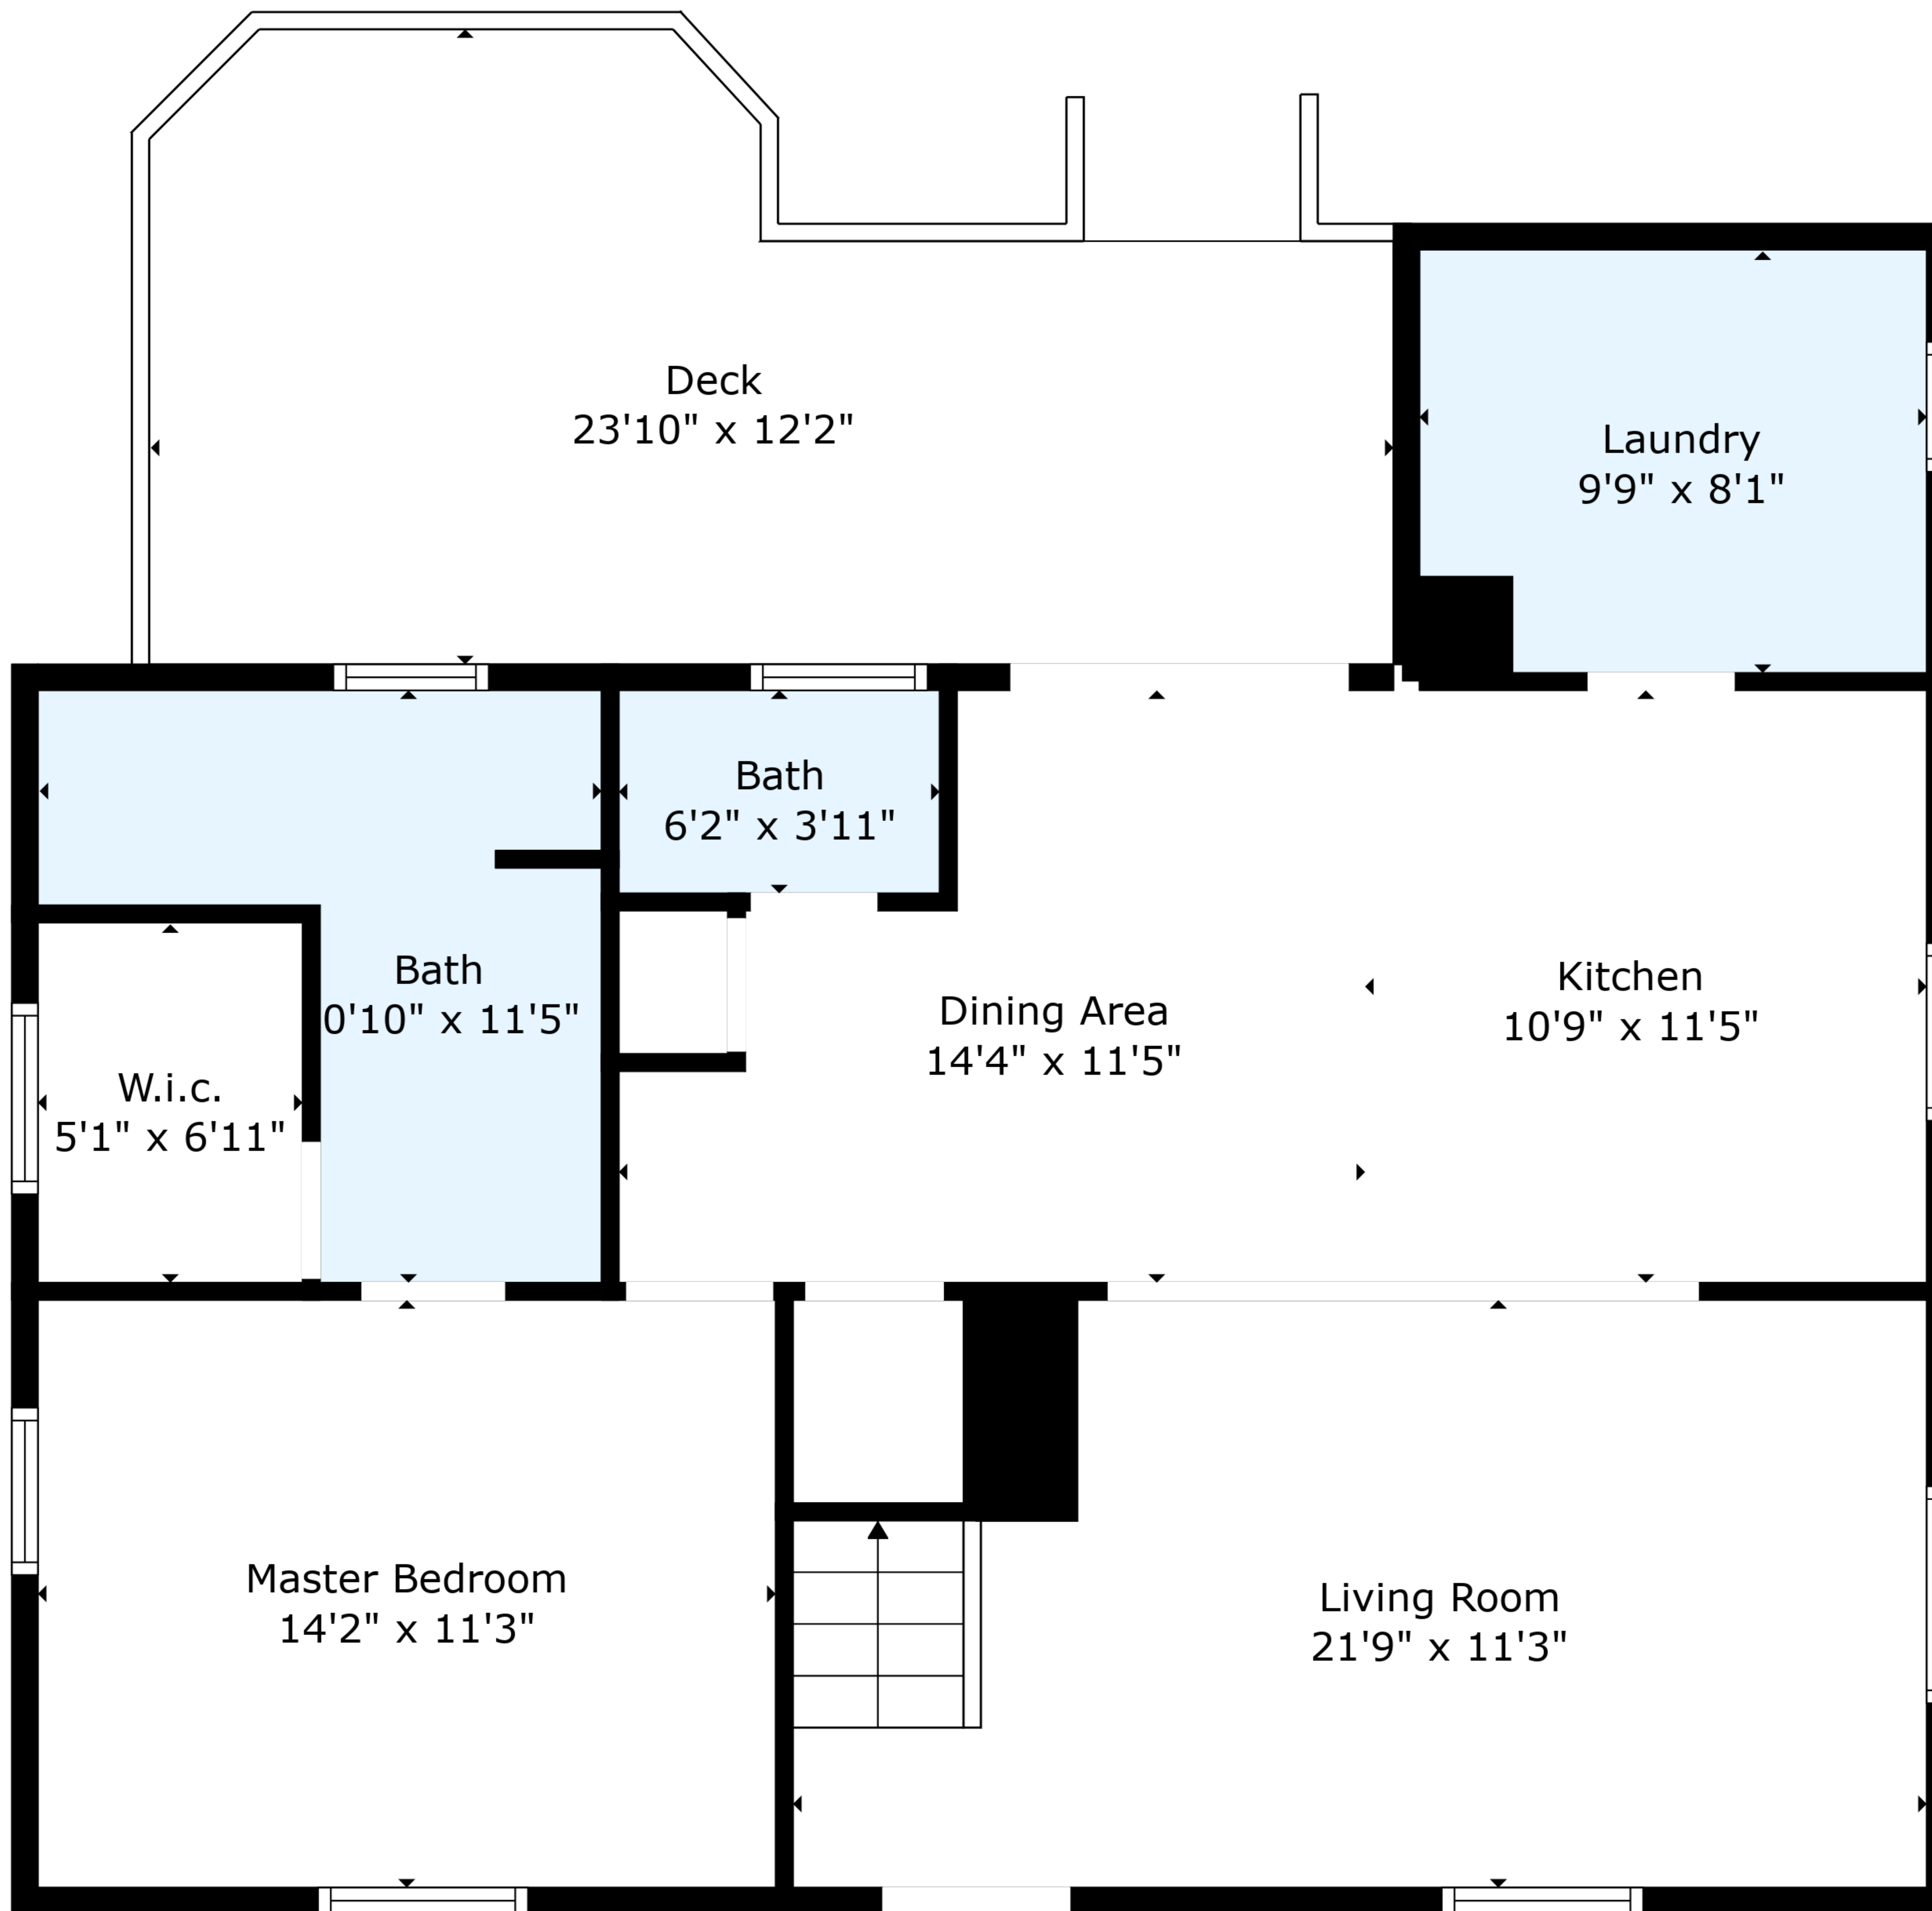 Deck
23'10" x 12'2"
Laundry
9'9" x 8'1"
Bath
6'2" x 3'11"
Bath
0'10" x 11'5"
Dining Area
14'4" x 11'5"
Kitchen
10'9" x 11'5"
W.i.c.
5'1" x 6'11"
Master Bedroom
14'2" x 11'3"
Living Room
21'9" x 11'3"